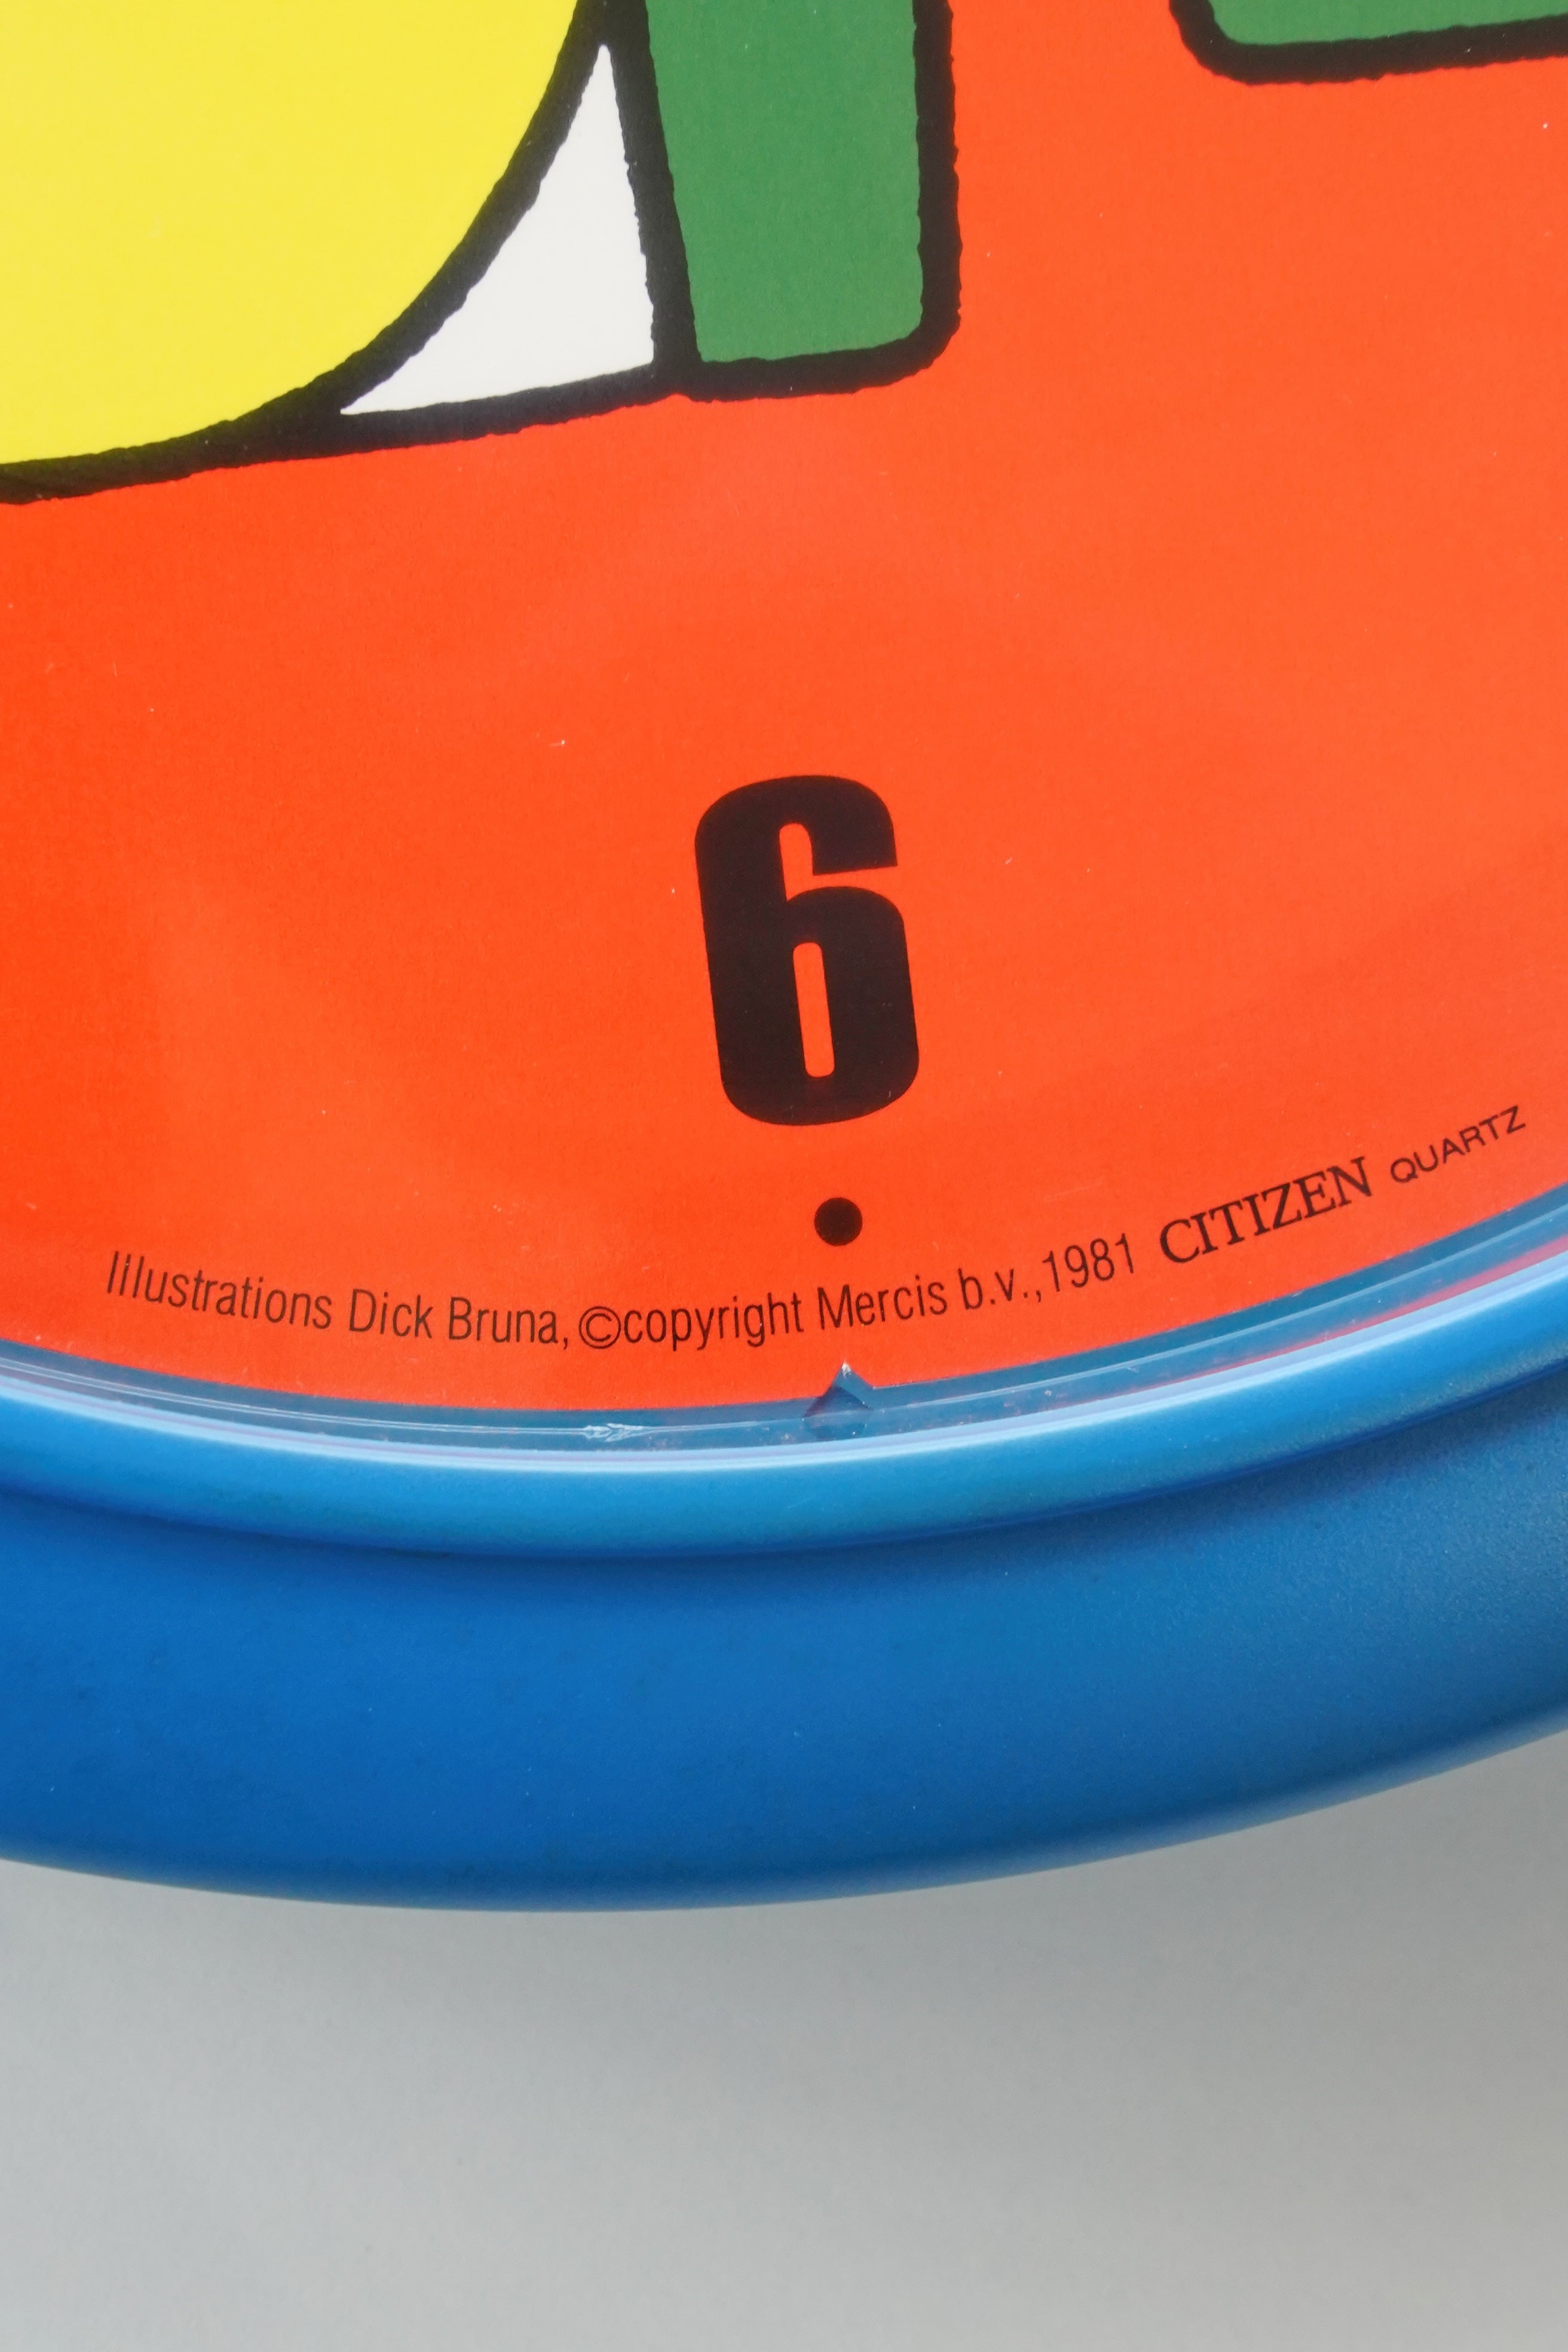 6
Illustrations Dick Bruna, ©copyright Mercis b.v., 1981 CITIZEN QUARTZ